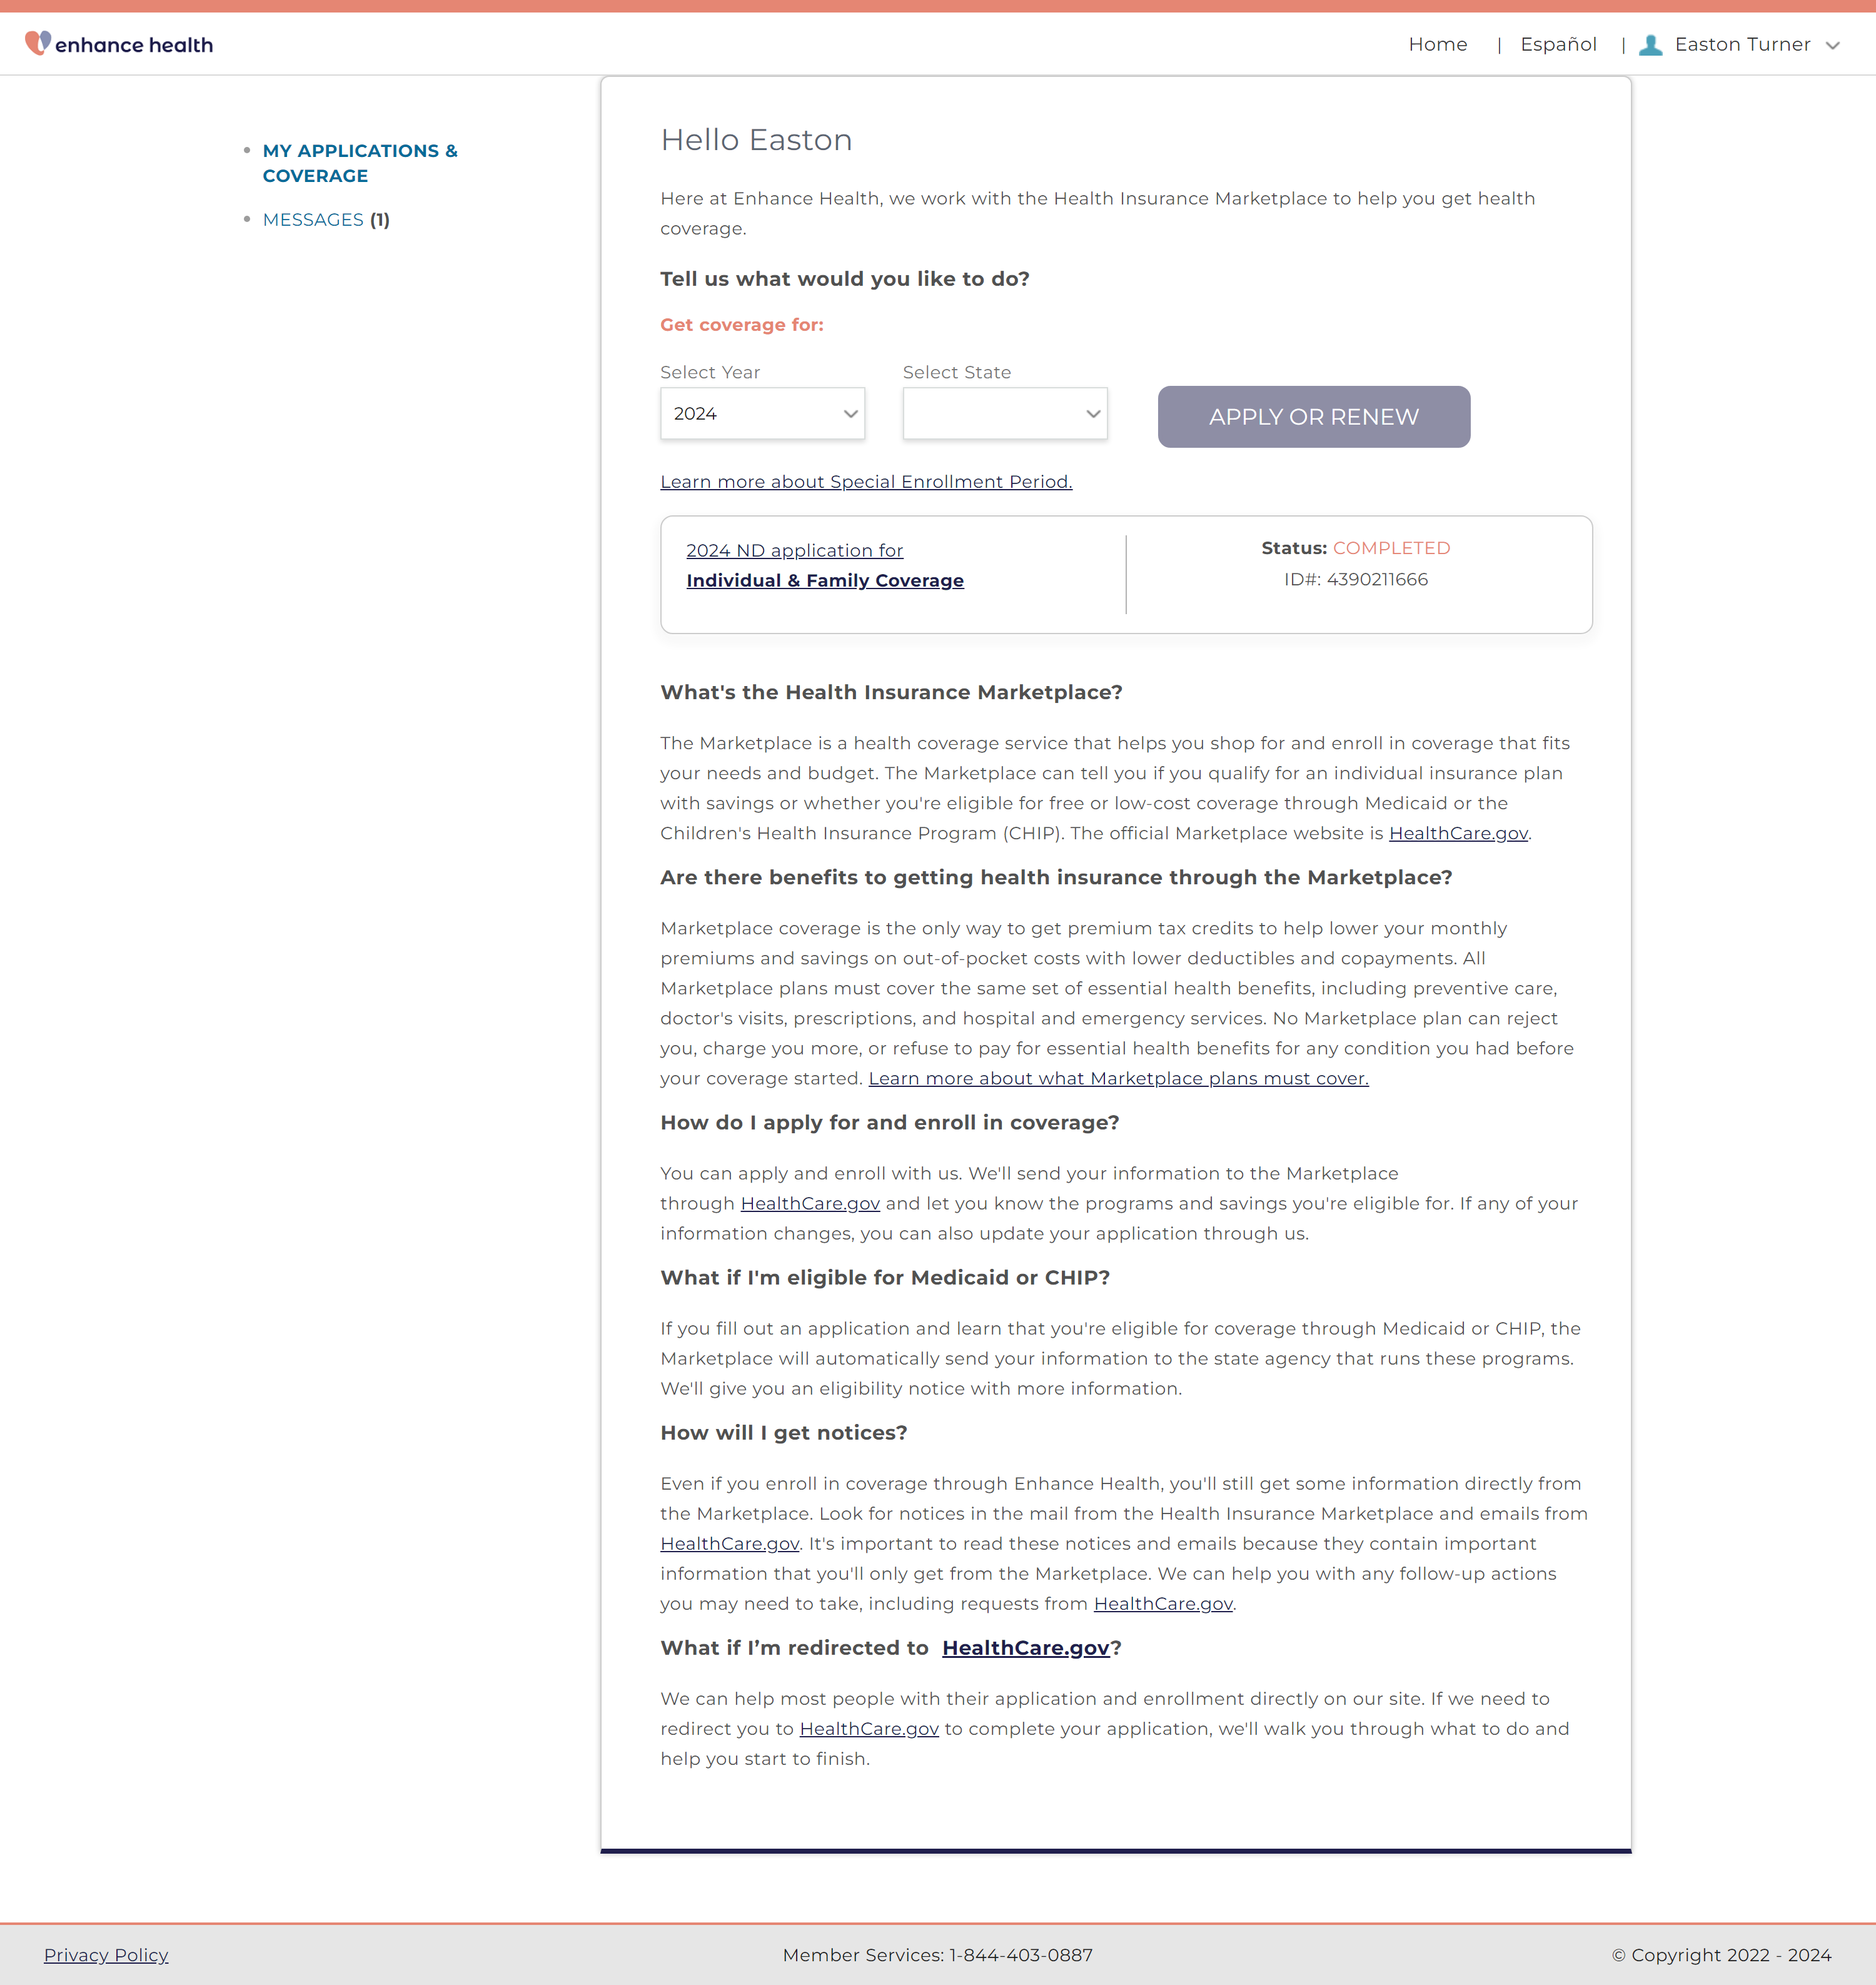 enhance health
Home | Español | Easton Turner
MY APPLICATIONS &
COVERAGE
MESSAGES (1)
Hello Easton
Here at Enhance Health, we work with the Health Insurance Marketplace to help you get health
coverage.
Tell us what would you like to do?
Get coverage for:
Select Year
2024
Select State
APPLY OR RENEW
Learn more about Special Enrollment Period.
2024 ND application for
Individual & Family Coverage
Status: COMPLETED
ID#: 4390211666
What's the Health Insurance Marketplace?
The Marketplace is a health coverage service that helps you shop for and enroll in coverage that fits
your needs and budget. The Marketplace can tell you if you qualify for an individual insurance plan
with savings or whether you're eligible for free or low-cost coverage through Medicaid or the
Children's Health Insurance Program (CHIP). The official Marketplace website is HealthCare.gov.
Are there benefits to getting health insurance through the Marketplace?
Marketplace coverage is the only way to get premium tax credits to help lower your monthly
premiums and savings on out-of-pocket costs with lower deductibles and copayments. All
Marketplace plans must cover the same set of essential health benefits, including preventive care,
doctor's visits, prescriptions, and hospital and emergency services. No Marketplace plan can reject
you, charge you more, or refuse to pay for essential health benefits for any condition you had before
your coverage started. Learn more about what Marketplace plans must cover.
How do I apply for and enroll in coverage?
You can apply and enroll with us. We'll send your information to the Marketplace
through HealthCare.gov and let you know the programs and savings you're eligible for. If any of your
information changes, you can also update your application through us.
What if I'm eligible for Medicaid or CHIP?
If you fill out an application and learn that you're eligible for coverage through Medicaid or CHIP, the
Marketplace will automatically send your information to the state agency that runs these programs.
We'll give you an eligibility notice with more information.
How will I get notices?
Even if you enroll in coverage through Enhance Health, you'll still get some information directly from
the Marketplace. Look for notices in the mail from the Health Insurance Marketplace and emails from
HealthCare.gov. It's important to read these notices and emails because they contain important
information that you'll only get from the Marketplace. We can help you with any follow-up actions
you may need to take, including requests from HealthCare.gov.
What if I’m redirected to HealthCare.gov?
We can help most people with their application and enrollment directly on our site. If we need to
redirect you to HealthCare.gov to complete your application, we'll walk you through what to do and
help you start to finish.
Privacy Policy
Member Services: 1-844-403-0887
© Copyright 2022 - 2024